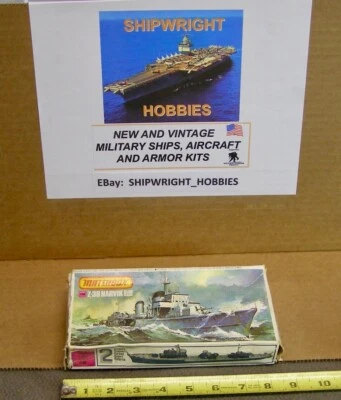 SHIPWRIGHT
HOBBIES
NEW AND VINTAGE
MILITARY SHIPS, AIRCRAFT
AND ARMOR KITS
EBay: SHIPWRIGHT_HOBBIES
MATCHBOX
Z-38 NARVIK
2
1 2 3 4 5 6 7 8 9 10